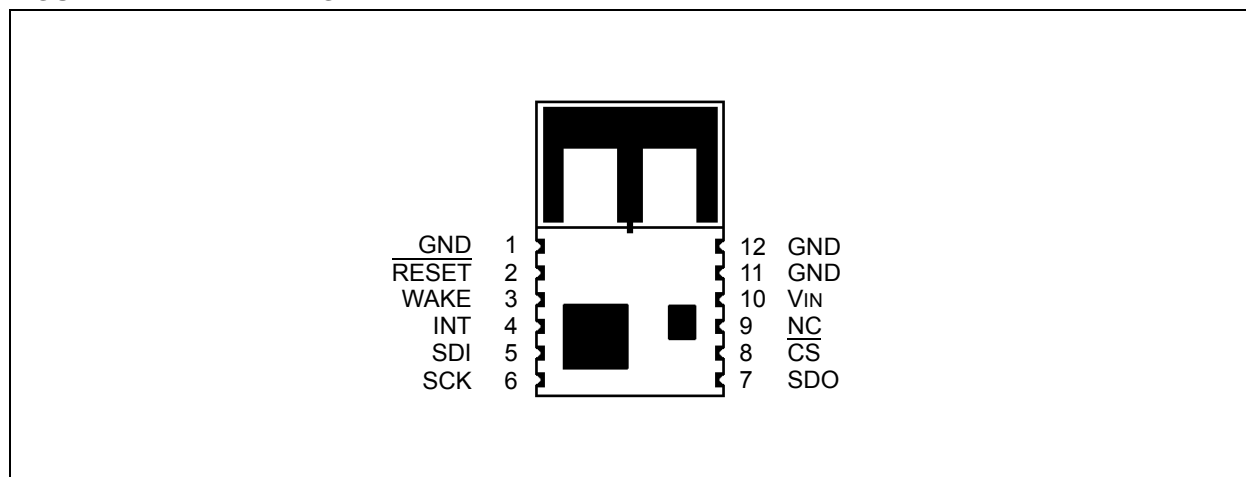 GND 1 12 GND
RESET 2 11 GND
WAKE 3 10 VIN
INT 4 9 NC
SDI 5 8 CS
SCK 6 7 SDO